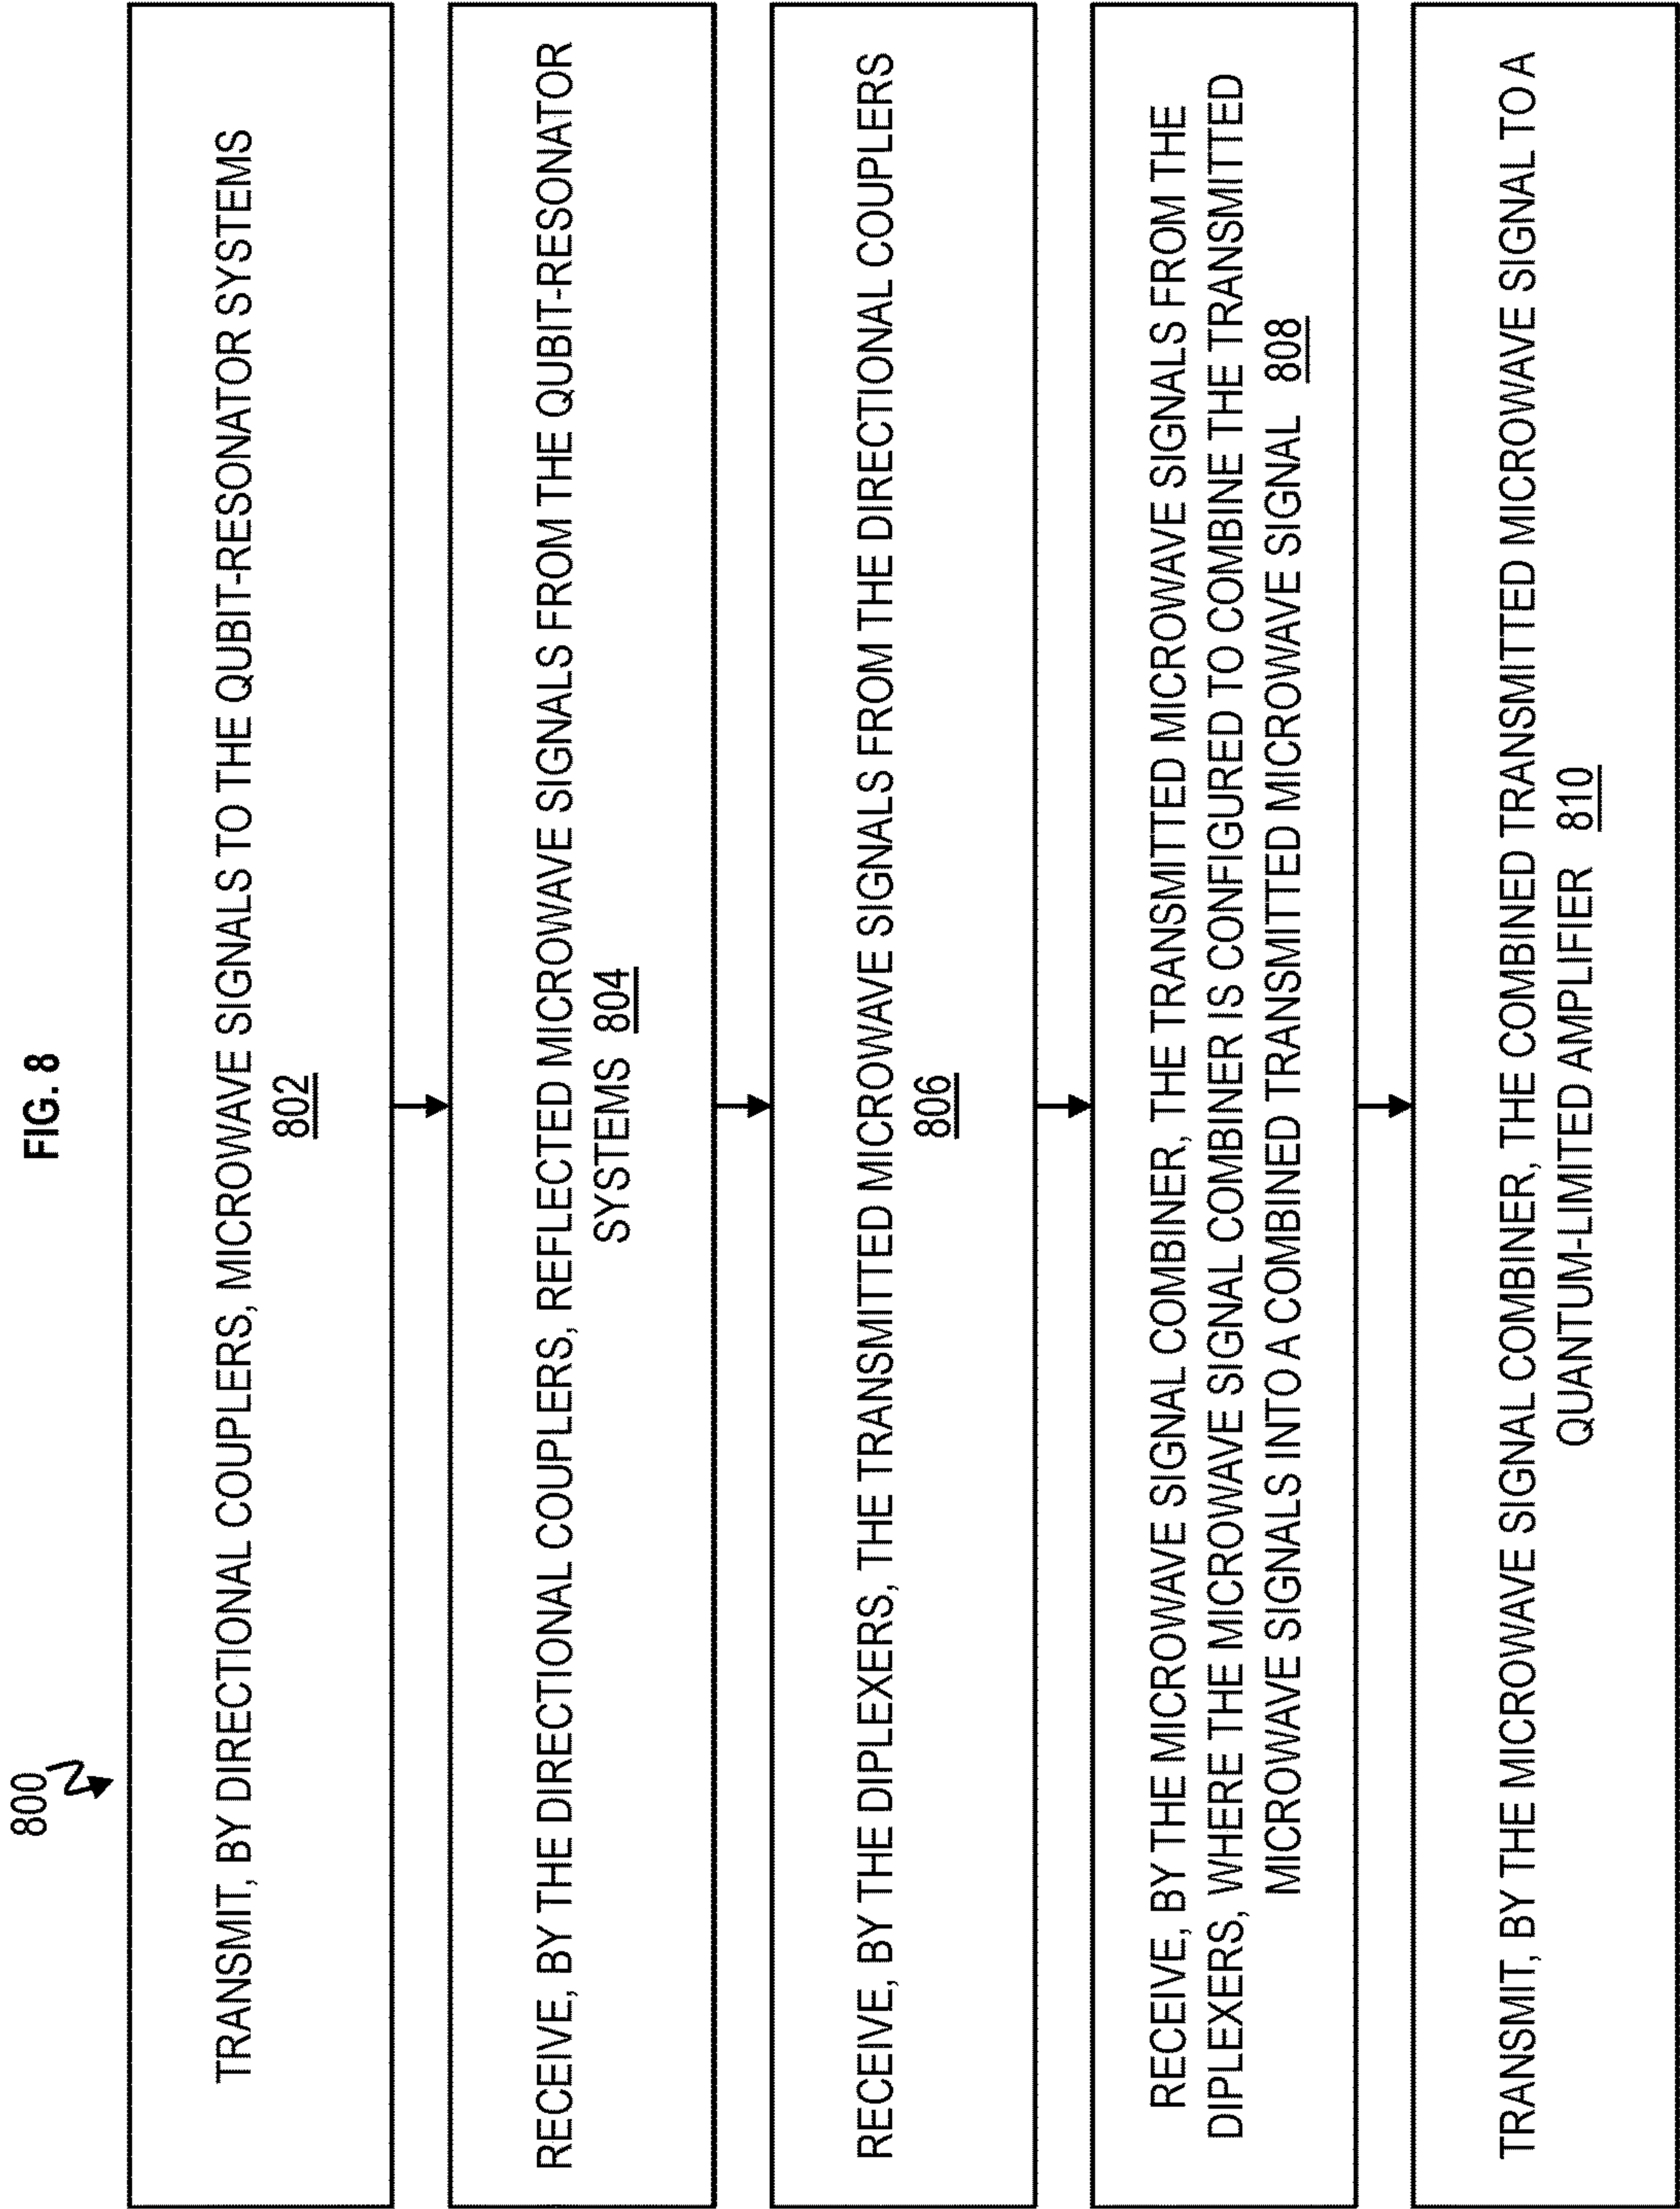 FIG. 8
800
TRANSMIT, BY DIRECTIONAL COUPLERS, MICROWAVE SIGNALS TO THE QUBIT-RESONATOR SYSTEMS
802
RECEIVE, BY THE DIRECTIONAL COUPLERS, REFLECTED MICROWAVE SIGNALS FROM THE QUBIT-RESONATOR
SYSTEMS 804
RECEIVE, BY THE DIPLEXERS, THE TRANSMITTED MICROWAVE SIGNALS FROM THE DIRECTIONAL COUPLERS
806
RECEIVE, BY THE MICROWAVE SIGNAL COMBINER, THE TRANSMITTED MICROWAVE SIGNALS FROM THE
DIPLEXERS, WHERE THE MICROWAVE SIGNAL COMBINER IS CONFIGURED TO COMBINE THE TRANSMITTED
MICROWAVE SIGNALS INTO A COMBINED TRANSMITTED MICROWAVE SIGNAL 808
TRANSMIT, BY THE MICROWAVE SIGNAL COMBINER, THE COMBINED TRANSMITTED MICROWAVE SIGNAL TO A
QUANTUM-LIMITED AMPLIFIER 810